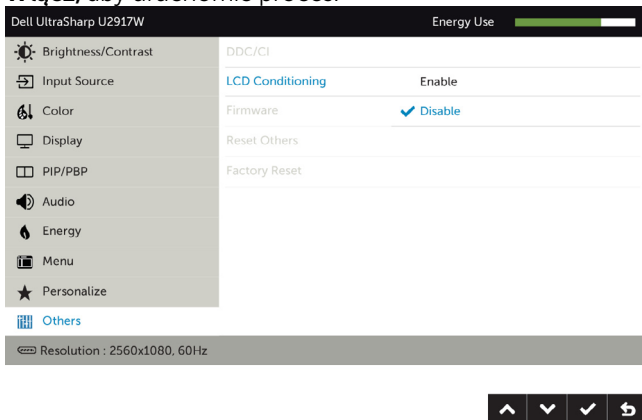 Dell UltraSharp U2917W Energy Use
Brightness/Contrast DDC/CI
Input Source LCD Conditioning Enable
Color Firmware Disable
Display Reset Others
PIP/PBP Factory Reset
Audio
Energy
Menu
Personalize
Others
Resolution : 2560x1080, 60Hz